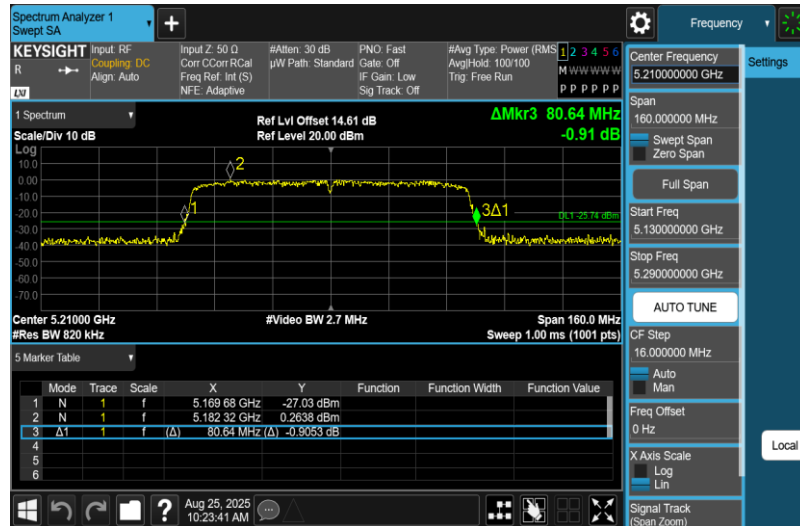 Spectrum Analyzer 1
Swept SA
+
Frequency
KEYSIGHT
R
LXI
Input: RF
Coupling: DC
Align: Auto
Input Z: 50 Ω
Corr CCorr RCal
Freq Ref: Int (S)
NFE: Adaptive
#Atten: 30 dB
µW Path: Standard
PNO: Fast
Gate: Off
IF Gain: Low
Sig Track: Off
#Avg Type: Power (RMS
Avg|Hold: 100/100
Trig: Free Run
1 2 3 4 5 6
M W W W W W
P P P P P P
1 Spectrum
Scale/Div 10 dB
Ref Lvl Offset 14.61 dB
Ref Level 20.00 dBm
ΔMkr3 80.64 MHz
-0.91 dB
Log
10.0
0.00
-10.0
-20.0
-30.0
-40.0
-50.0
-60.0
-70.0
2
1
3Δ1
DL1 -25.74 dBm
Center 5.21000 GHz
#Res BW 820 kHz
#Video BW 2.7 MHz
Span 160.0 MHz
Sweep 1.00 ms (1001 pts)
5 Marker Table
Mode Trace Scale X Y Function Function Width Function Value
1 N 1 f 5.169 68 GHz -27.03 dBm
2 N 1 f 5.182 32 GHz 0.2638 dBm
3 Δ1 1 f (Δ) 80.64 MHz (Δ) -0.9053 dB
4
5
6
?
Aug 25, 2025
10:23:41 AM
Center Frequency
5.210000000 GHz
Span
160.000000 MHz
Swept Span
Zero Span
Full Span
Start Freq
5.130000000 GHz
Stop Freq
5.290000000 GHz
AUTO TUNE
CF Step
16.000000 MHz
Auto
Man
Freq Offset
0 Hz
X Axis Scale
Log
Lin
Signal Track
(Span Zoom)
Settings
Local